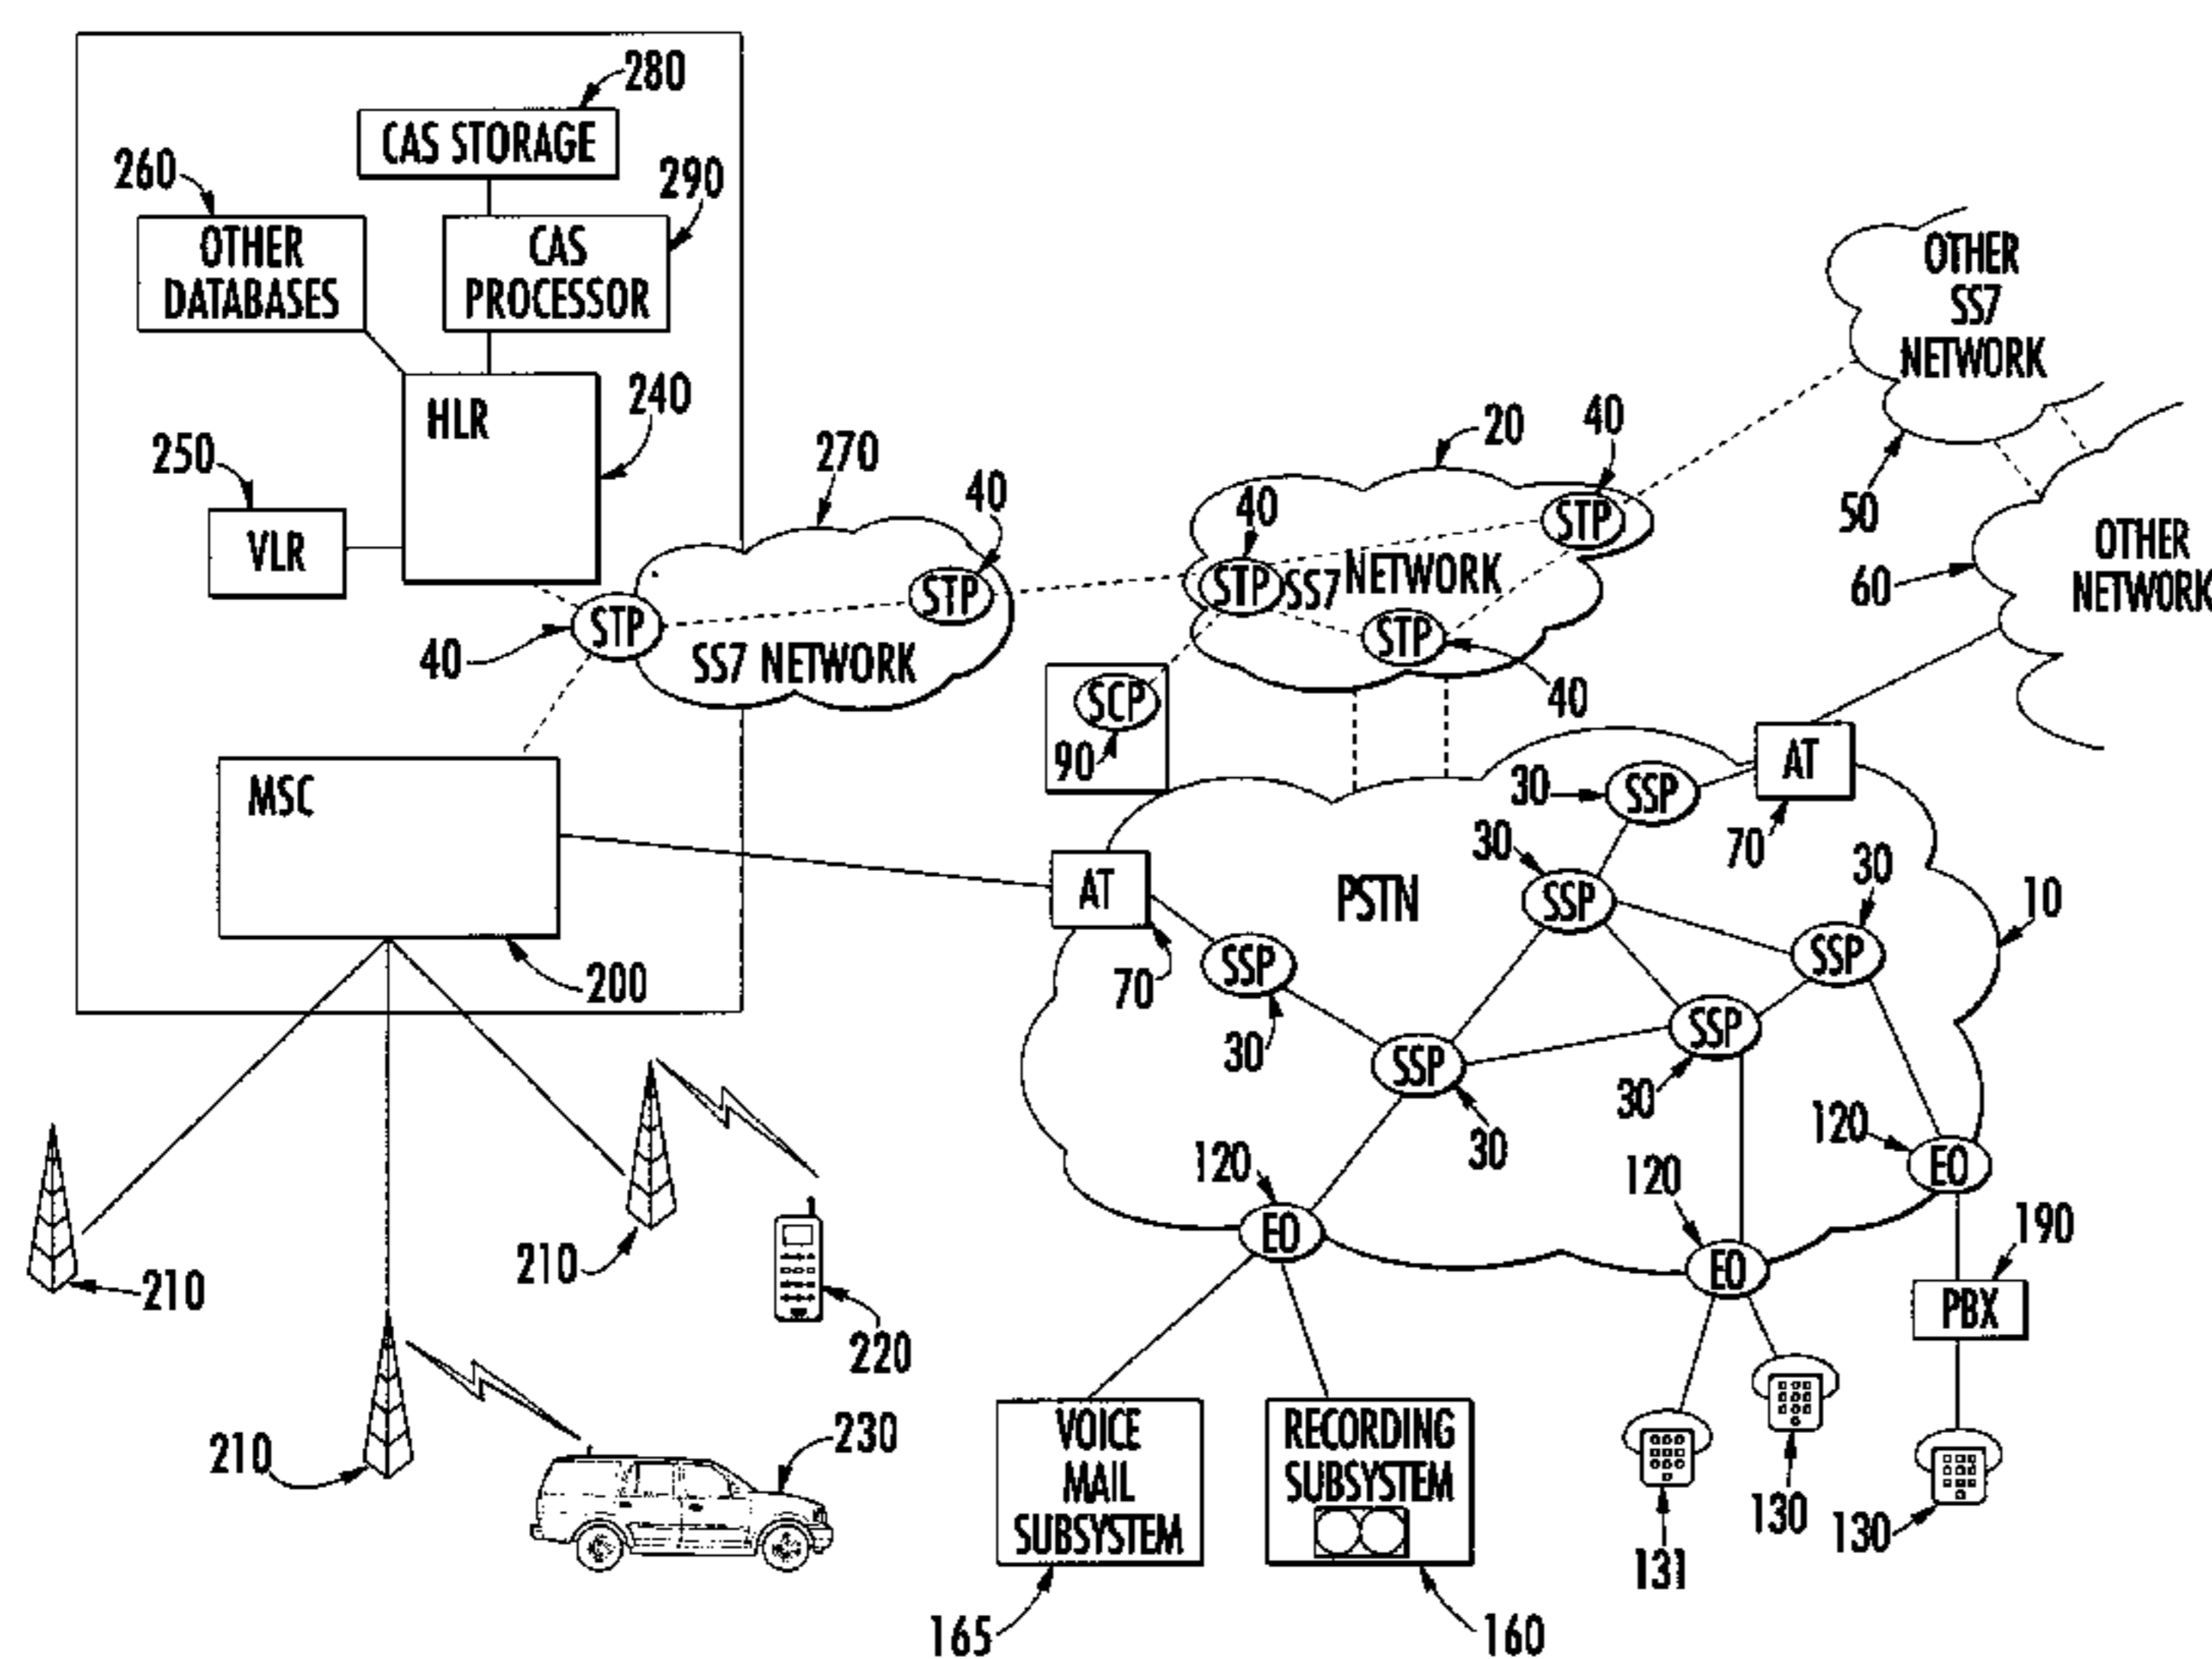 280
CAS STORAGE
260
290
OTHER
DATABASES
CAS
PROCESSOR
HLR
240
250
VLR
270
40
STP
40
STP
SS7 NETWORK
20
40
STP
40
STP
SS7 NETWORK
STP
40
SCP
90
OTHER
SS7
NETWORK
50
OTHER
NETWORK
60
MSC
200
AT
70
PSTN
AT
70
30
SSP
30
SSP
30
SSP
10
SSP
30
SSP
30
SSP
30
120
EO
120
EO
120
EO
190
PBX
210
210
210
220
230
VOICE
MAIL
SUBSYSTEM
RECORDING
SUBSYSTEM
131
130
130
165
160